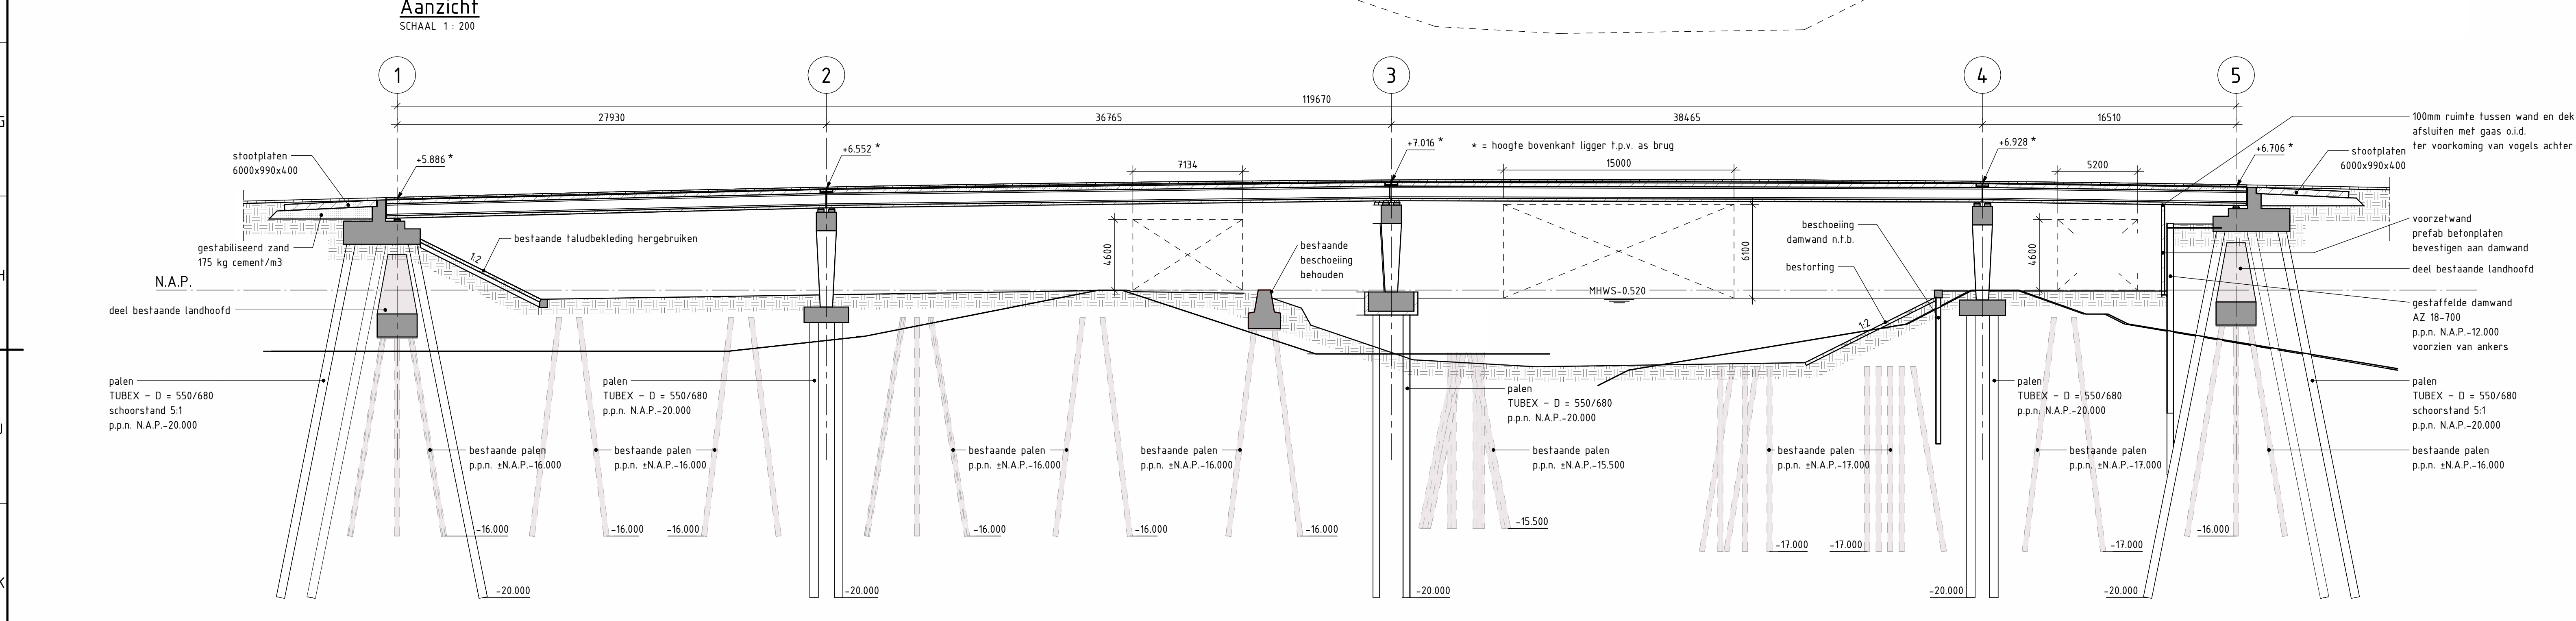 Aanzicht
SCHAAL 1 : 200
1
2
3
4
5
119670
27930
36765
38465
16510
+5.886 *
+6.552 *
+7.016 *
* = hoogte bovenkant ligger t.p.v. as brug
+6.928 *
+6.706 *
7134
15000
5200
4600
6100
4600
stootplaten
6000x990x400
stootplaten
6000x990x400
100mm ruimte tussen wand en dek
afsluiten met gaas o.i.d.
ter voorkoming van vogels achter
gestabiliseerd zand
175 kg cement/m3
bestaande taludbekleding hergebruiken
1:2
bestaande
beschoeiing
behouden
beschoeiing
damwand n.t.b.
bestorting
1:2
voorzetwand
prefab betonplaten
bevestigen aan damwand
deel bestaande landhoofd
gestaffelde damwand
AZ 18-700
p.p.n. N.A.P.-12.000
voorzien van ankers
N.A.P.
MHWS-0.520
deel bestaande landhoofd
palen
TUBEX - D = 550/680
schoorstand 5:1
p.p.n. N.A.P.-20.000
palen
TUBEX - D = 550/680
p.p.n. N.A.P.-20.000
palen
TUBEX - D = 550/680
p.p.n. N.A.P.-20.000
palen
TUBEX - D = 550/680
p.p.n. N.A.P.-20.000
palen
TUBEX - D = 550/680
schoorstand 5:1
p.p.n. N.A.P.-20.000
bestaande palen
p.p.n. ±N.A.P.-16.000
bestaande palen
p.p.n. ±N.A.P.-16.000
bestaande palen
p.p.n. ±N.A.P.-16.000
bestaande palen
p.p.n. ±N.A.P.-16.000
bestaande palen
p.p.n. ±N.A.P.-15.500
bestaande palen
p.p.n. ±N.A.P.-17.000
bestaande palen
p.p.n. ±N.A.P.-17.000
bestaande palen
p.p.n. ±N.A.P.-16.000
-16.000
-16.000
-16.000
-16.000
-16.000
-16.000
-15.500
-17.000
-17.000
-17.000
-16.000
-20.000
-20.000
-20.000
-20.000
-20.000
H